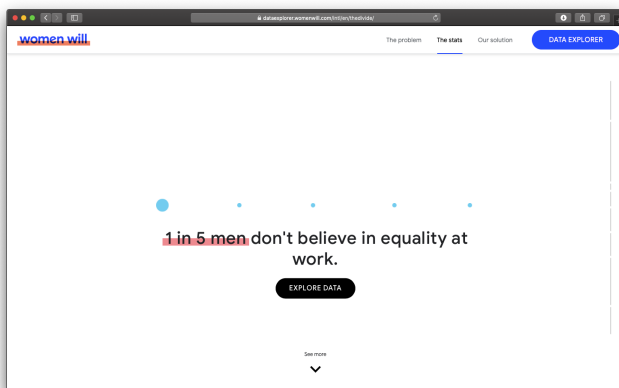 dataexplorer.womenwill.com/intl/en/thedivide/
women will
The problem
The stats
Our solution
DATA EXPLORER
1 in 5 men don't believe in equality at
work.
EXPLORE DATA
See more